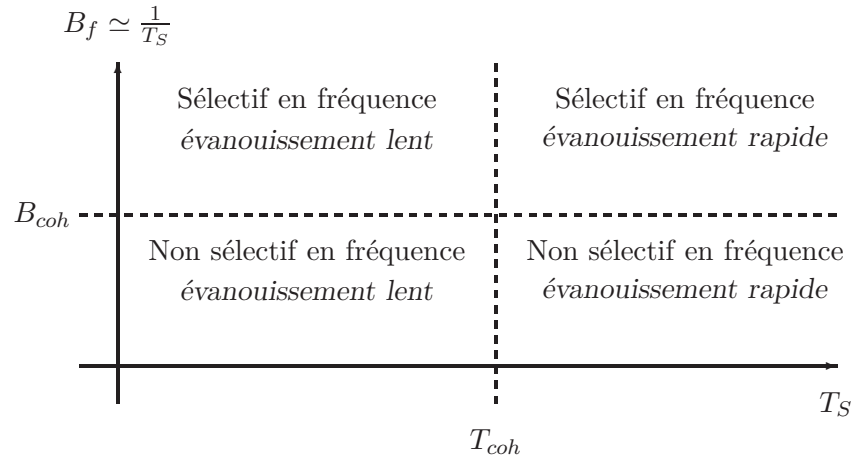 B_f ≃ 1/T_S
Sélectif en fréquence
évanouissement lent
Sélectif en fréquence
évanouissement rapide
B_coh
Non sélectif en fréquence
évanouissement lent
Non sélectif en fréquence
évanouissement rapide
T_S
T_coh